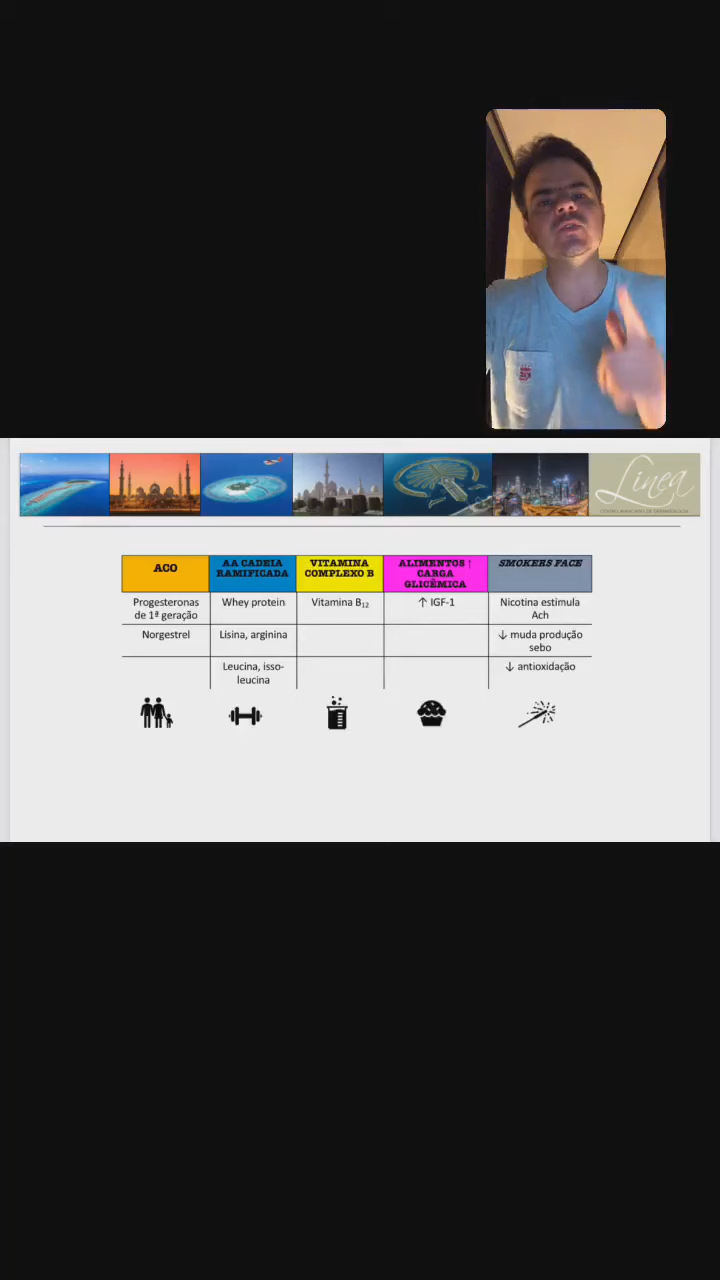 Linea
ACO
AA CADEIA
RAMIFICADA
VITAMINA
COMPLEXO B
ALIMENTOS ↑
CARGA
GLICÊMICA
SMOKERS FACE
Progesteronas
de 1ª geração
Whey protein
Vitamina B₁₂
↑ IGF-1
Nicotina estimula
Ach
Norgestrel
Lisina, arginina
↓ muda produção
sebo
Leucina, isso-
leucina
↓ antioxidação